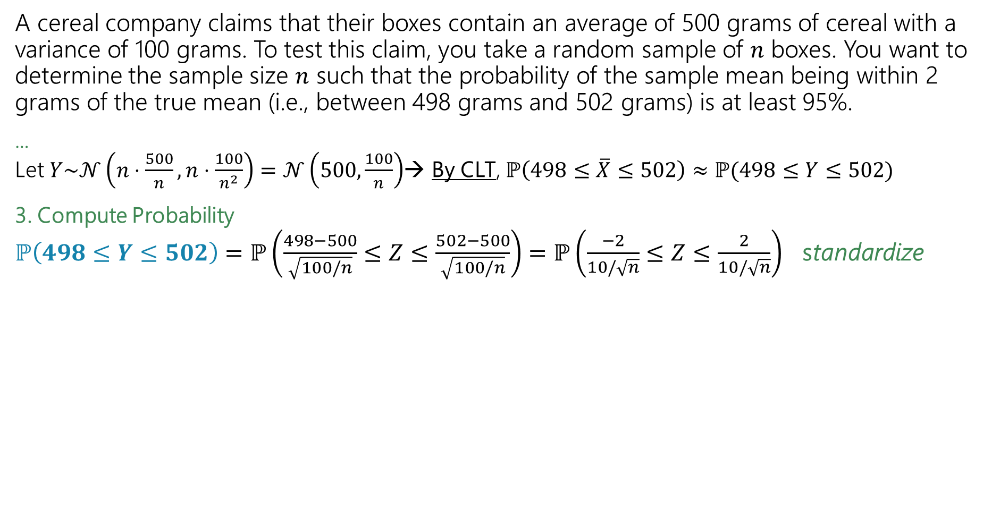 A cereal company claims that their boxes contain an average of 500 grams of cereal with a
variance of 100 grams. To test this claim, you take a random sample of n boxes. You want to
determine the sample size n such that the probability of the sample mean being within 2
grams of the true mean (i.e., between 498 grams and 502 grams) is at least 95%.
...
Let Y~𝒩(n · 500/n, n · 100/n²) = 𝒩(500, 100/n)→ By CLT, ℙ(498 ≤ X̄ ≤ 502) ≈ ℙ(498 ≤ Y ≤ 502)
3. Compute Probability
ℙ(498 ≤ Y ≤ 502) = ℙ((498−500)/√(100/n) ≤ Z ≤ (502−500)/√(100/n)) = ℙ(−2/(10/√n) ≤ Z ≤ 2/(10/√n)) standardize